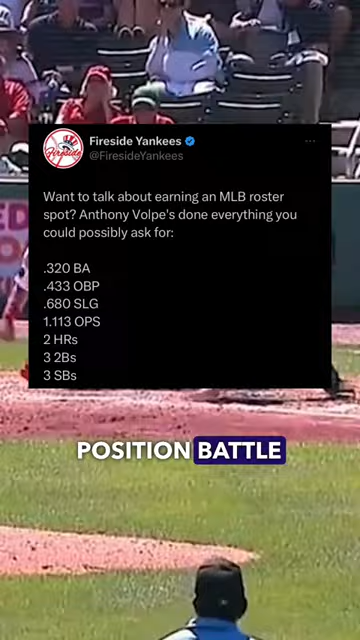 Fireside Yankees
@FiresideYankees
Fireside
Want to talk about earning an MLB roster
spot? Anthony Volpe's done everything you
could possibly ask for:
.320 BA
.433 OBP
.680 SLG
1.113 OPS
2 HRs
3 2Bs
3 SBs
POSITION BATTLE